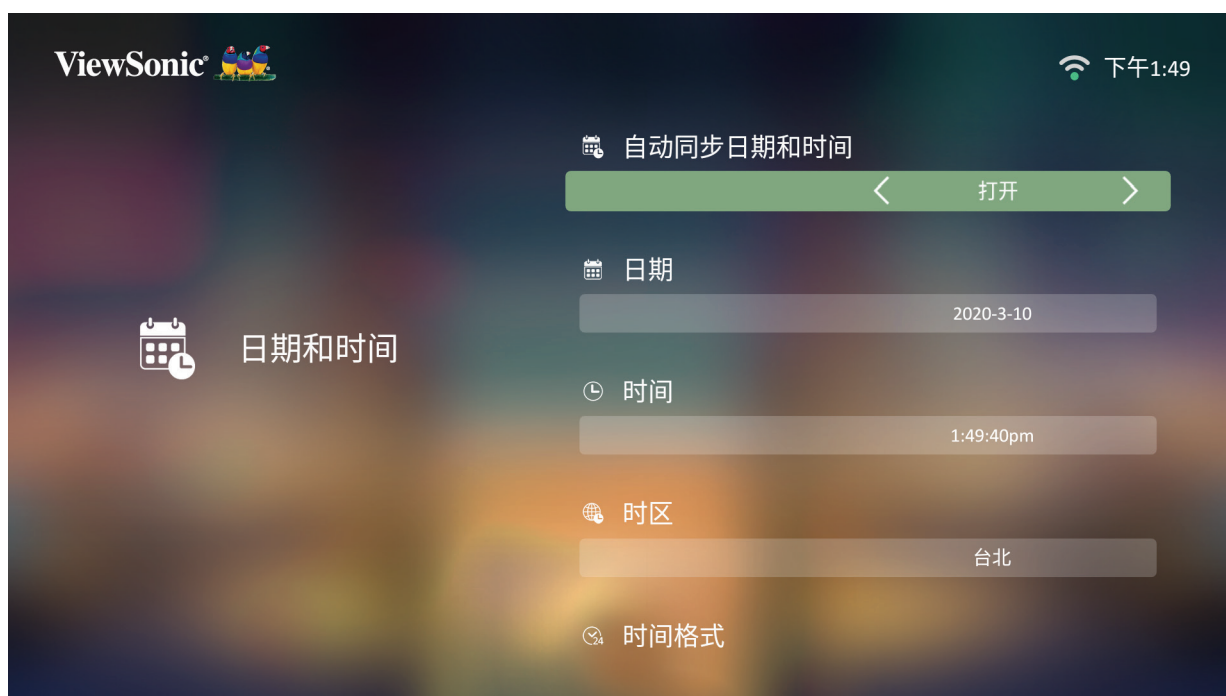 ViewSonic®
下午1:49
自动同步日期和时间
打开
日期
2020-3-10
日期和时间
时间
1:49:40pm
时区
台北
24 时间格式